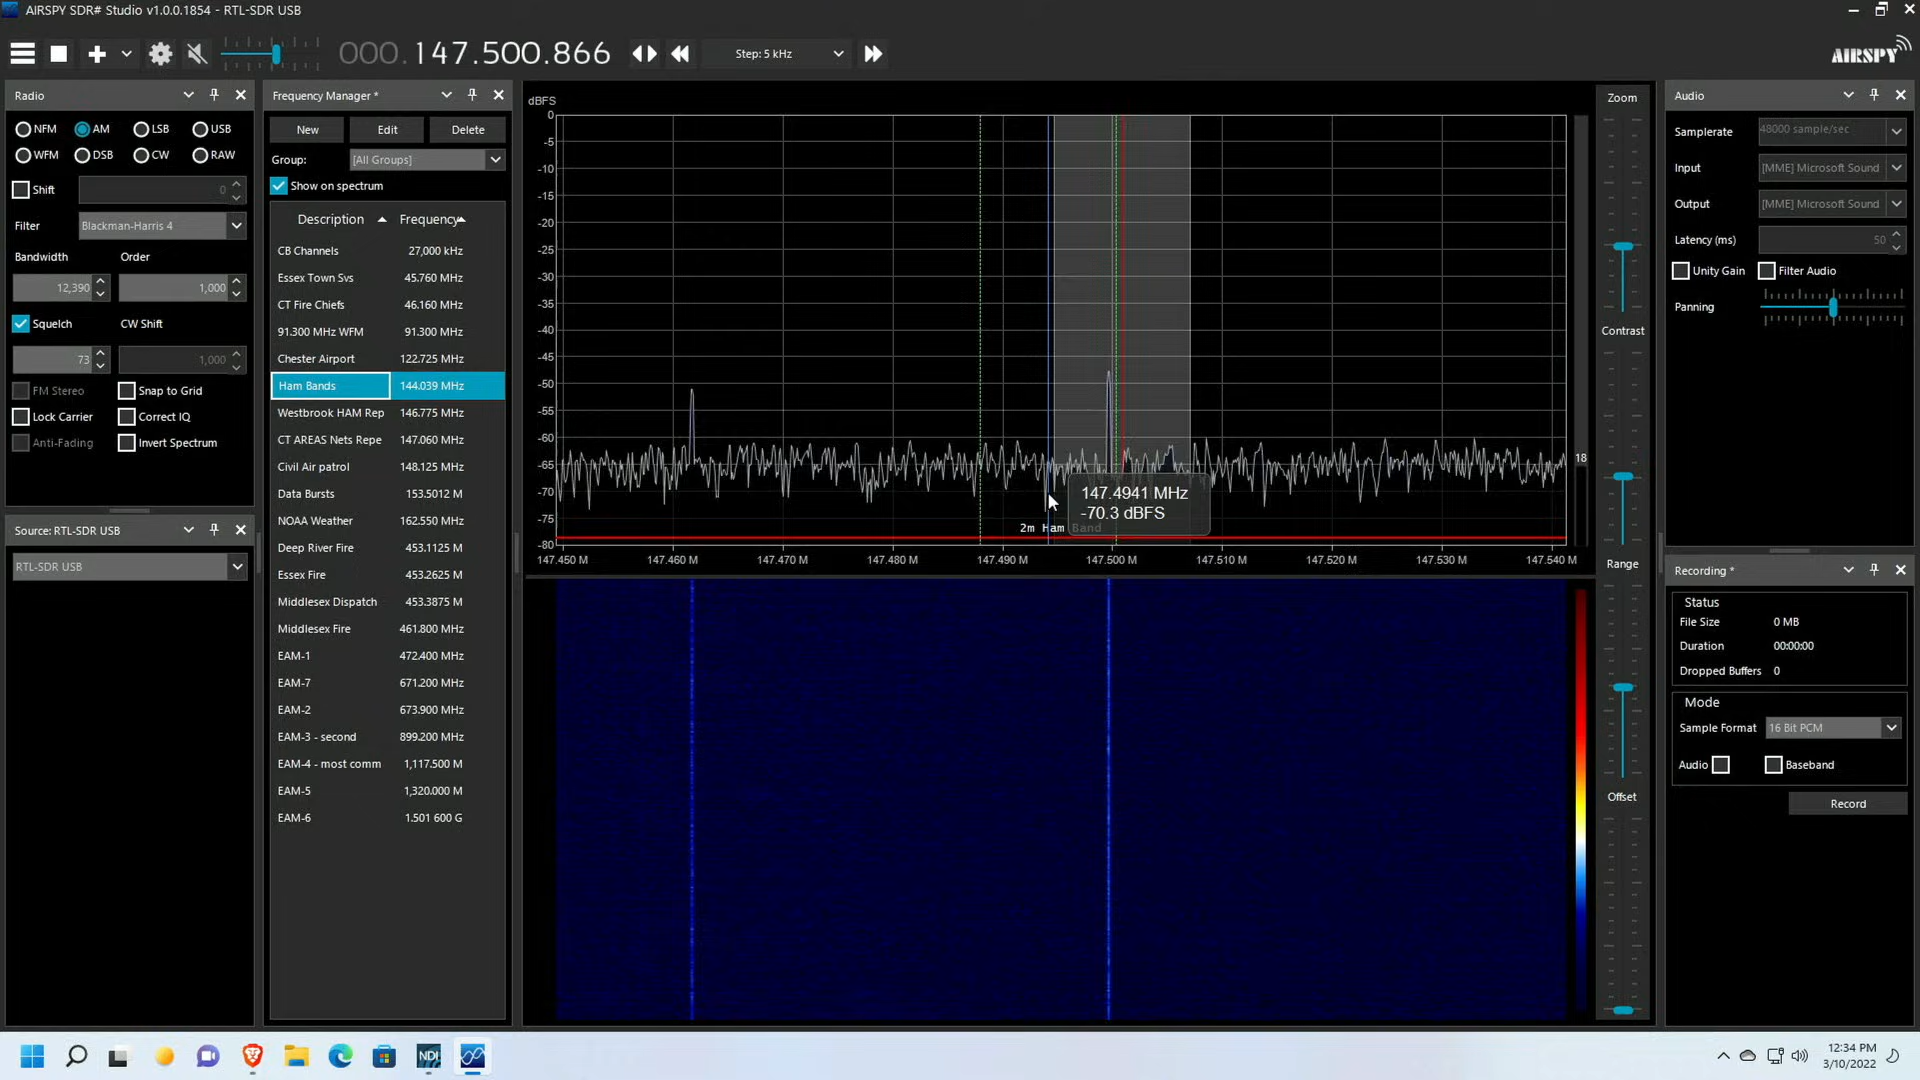 AIRSPY SDR# Studio v1.0.0.1854 - RTL-SDR USB
000.147.500.866
Step: 5 kHz
AIRSPY
Radio
NFM AM LSB USB
WFM DSB CW RAW
Shift 0
Filter Blackman-Harris 4
Bandwidth Order
12,390 1,000
Squelch CW Shift
73 1,000
FM Stereo Snap to Grid
Lock Carrier Correct IQ
Anti-Fading Invert Spectrum
Source: RTL-SDR USB
RTL-SDR USB
Frequency Manager *
New Edit Delete
Group: [All Groups]
Show on spectrum
Description Frequency
CB Channels 27,000 kHz
Essex Town Svs 45.760 MHz
CT Fire Chiefs 46.160 MHz
91.300 MHz WFM 91.300 MHz
Chester Airport 122.725 MHz
Ham Bands 144.039 MHz
Westbrook HAM Rep 146.775 MHz
CT AREAS Nets Repe 147.060 MHz
Civil Air patrol 148.125 MHz
Data Bursts 153.5012 M
NOAA Weather 162.550 MHz
Deep River Fire 453.1125 M
Essex Fire 453.2625 M
Middlesex Dispatch 453.3875 M
Middlesex Fire 461.800 MHz
EAM-1 472.400 MHz
EAM-7 671.200 MHz
EAM-2 673.900 MHz
EAM-3 - second 899.200 MHz
EAM-4 - most comm 1,117.500 M
EAM-5 1,320.000 M
EAM-6 1.501 600 G
dBFS
0
-5
-10
-15
-20
-25
-30
-35
-40
-45
-50
-55
-60
-65
-70
-75
-80
18
147.4941 MHz
-70.3 dBFS
2m Ham Band
147.450 M 147.460 M 147.470 M 147.480 M 147.490 M 147.500 M 147.510 M 147.520 M 147.530 M 147.540 M
Zoom
Contrast
Range
Offset
Audio
Samplerate 48000 sample/sec
Input [MME] Microsoft Sound
Output [MME] Microsoft Sound
Latency (ms) 50
Unity Gain Filter Audio
Panning
Recording *
Status
File Size 0 MB
Duration 00:00:00
Dropped Buffers 0
Mode
Sample Format 16 Bit PCM
Audio Baseband
Record
NDI
12:34 PM
3/10/2022